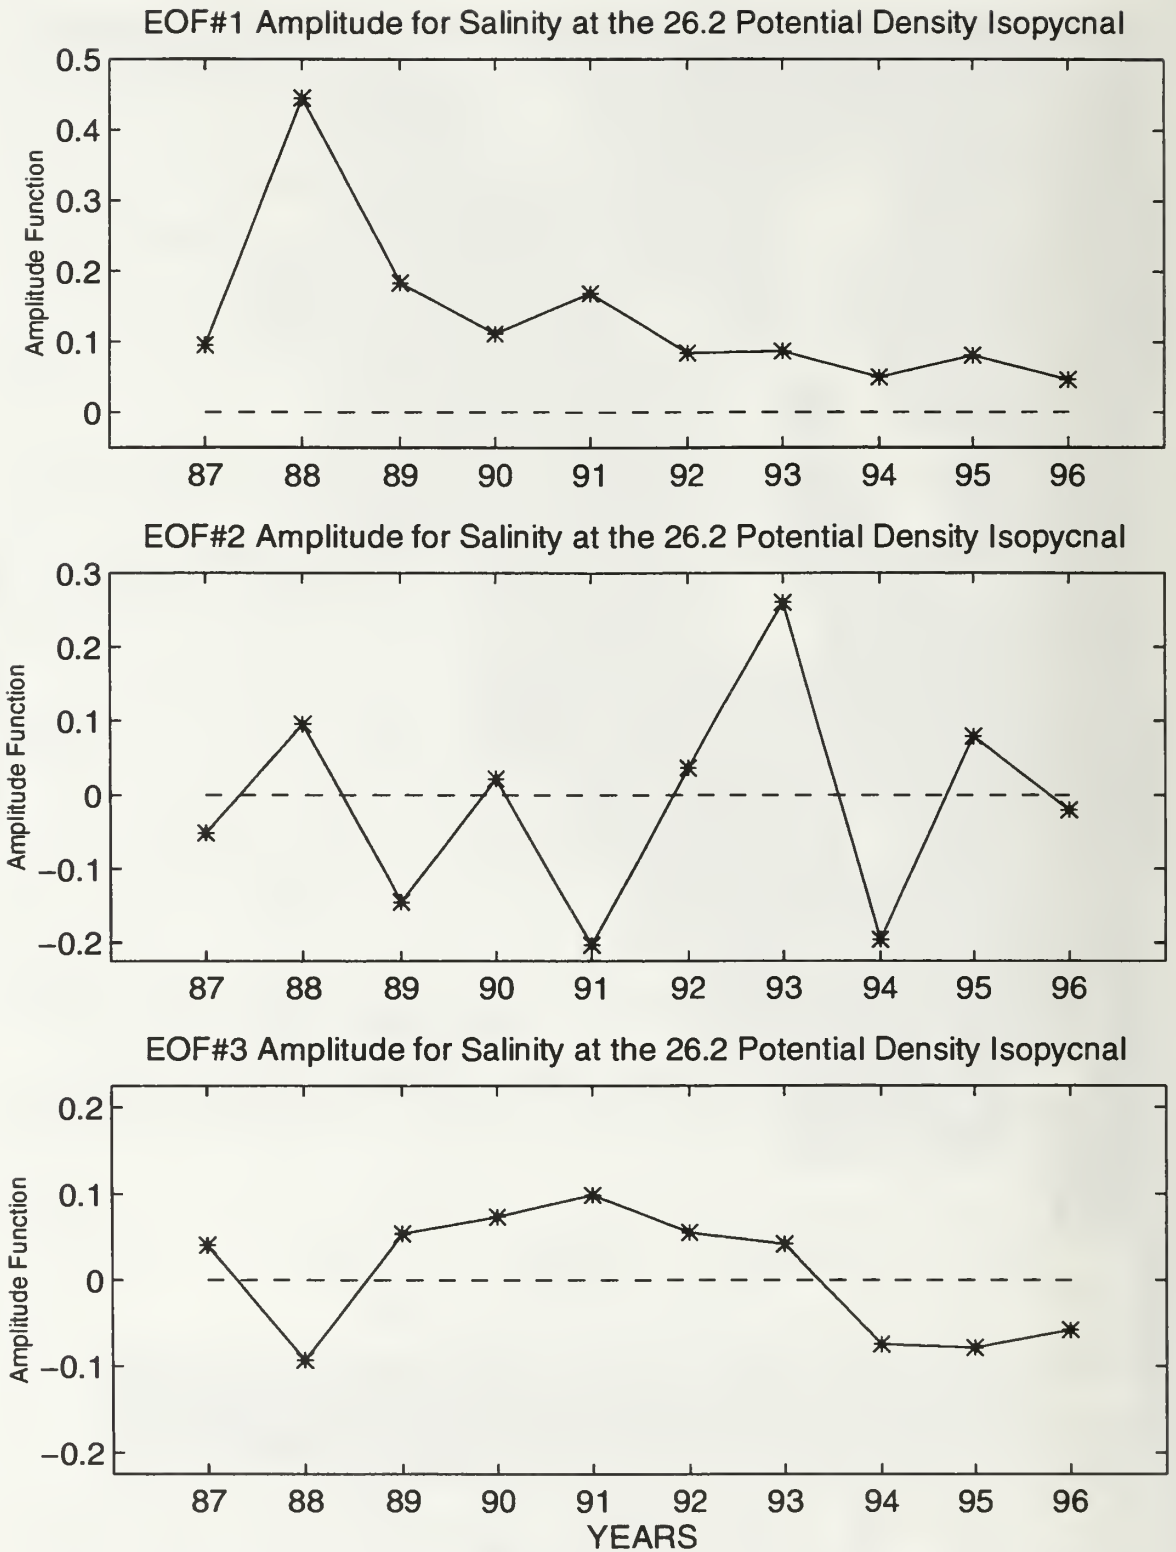 EOF#1 Amplitude for Salinity at the 26.2 Potential Density Isopycnal
0.5
0.4
0.3
0.2
0.1
0
Amplitude Function
87 88 89 90 91 92 93 94 95 96
EOF#2 Amplitude for Salinity at the 26.2 Potential Density Isopycnal
0.3
0.2
0.1
0
−0.1
−0.2
Amplitude Function
87 88 89 90 91 92 93 94 95 96
EOF#3 Amplitude for Salinity at the 26.2 Potential Density Isopycnal
0.2
0.1
0
−0.1
−0.2
Amplitude Function
87 88 89 90 91 92 93 94 95 96
YEARS